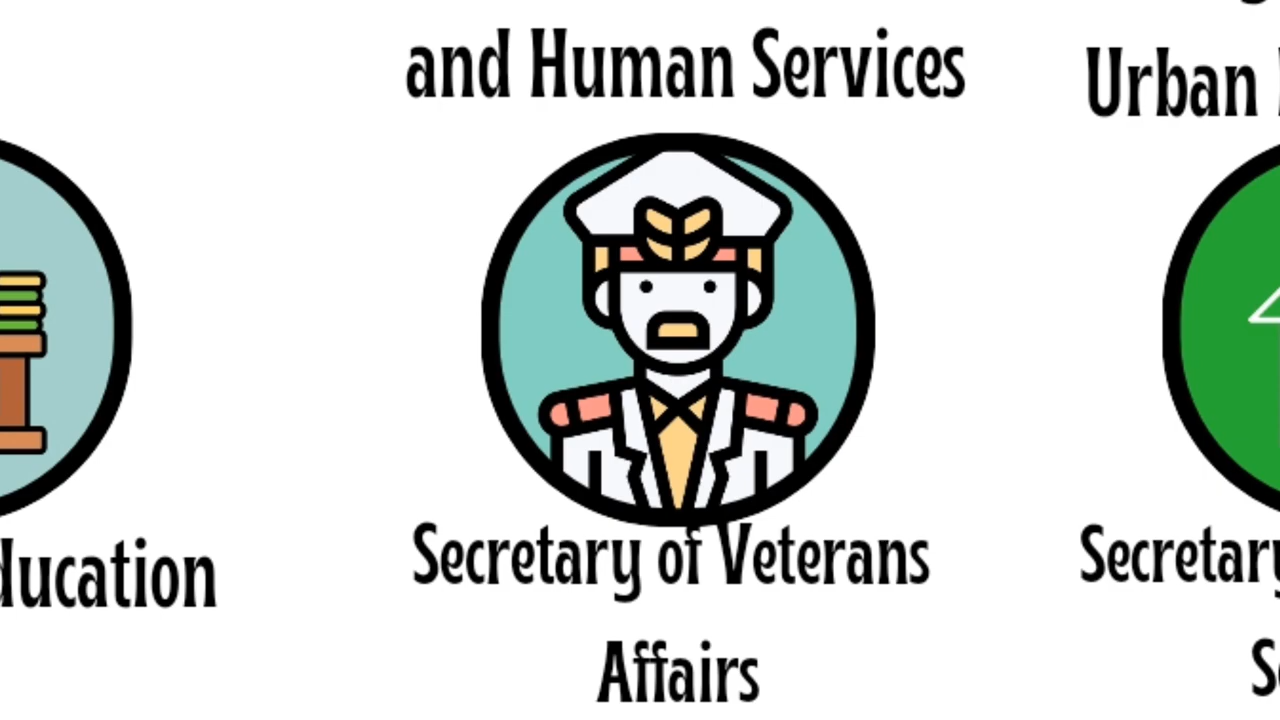 and Human Services
Urban
ducation
Secretary of Veterans
Affairs
Secretary